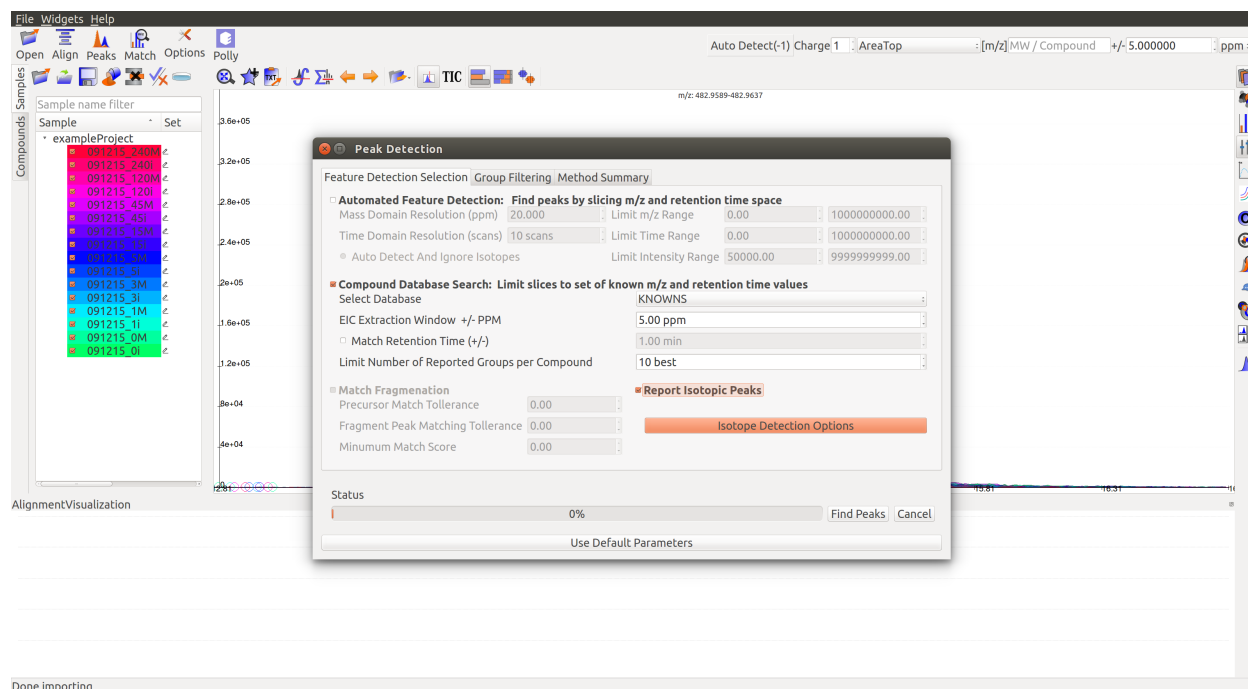 File Widgets Help
Open Align Peaks Match Options Polly
Auto Detect(-1) Charge 1 AreaTop [m/z] MW / Compound +/- 5.000000 ppm
Samples
Compounds
TXT TIC
Sample name filter
Sample Set
exampleProject
091215_240M
091215_240i
091215_120M
091215_120i
091215_45M
091215_45i
091215_15M
091215_15i
091215_5M
091215_5i
091215_3M
091215_3i
091215_1M
091215_1i
091215_0M
091215_0i
m/z: 482.9589-482.9637
3.6e+05
3.2e+05
2.8e+05
2.4e+05
2e+05
1.6e+05
1.2e+05
8e+04
4e+04
0
12.81
15.81
16.31
Peak Detection
Feature Detection Selection Group Filtering Method Summary
Automated Feature Detection: Find peaks by slicing m/z and retention time space
Mass Domain Resolution (ppm) 20.000 Limit m/z Range 0.00 1000000000.00
Time Domain Resolution (scans) 10 scans Limit Time Range 0.00 1000000000.00
Auto Detect And Ignore Isotopes Limit Intensity Range 50000.00 9999999999.00
Compound Database Search: Limit slices to set of known m/z and retention time values
Select Database KNOWNS
EIC Extraction Window +/- PPM 5.00 ppm
Match Retention Time (+/-) 1.00 min
Limit Number of Reported Groups per Compound 10 best
Match Fragmenation Report Isotopic Peaks
Precursor Match Tollerance 0.00
Fragment Peak Matching Tollerance 0.00 Isotope Detection Options
Minumum Match Score 0.00
Status
0% Find Peaks Cancel
Use Default Parameters
AlignmentVisualization
Done importing